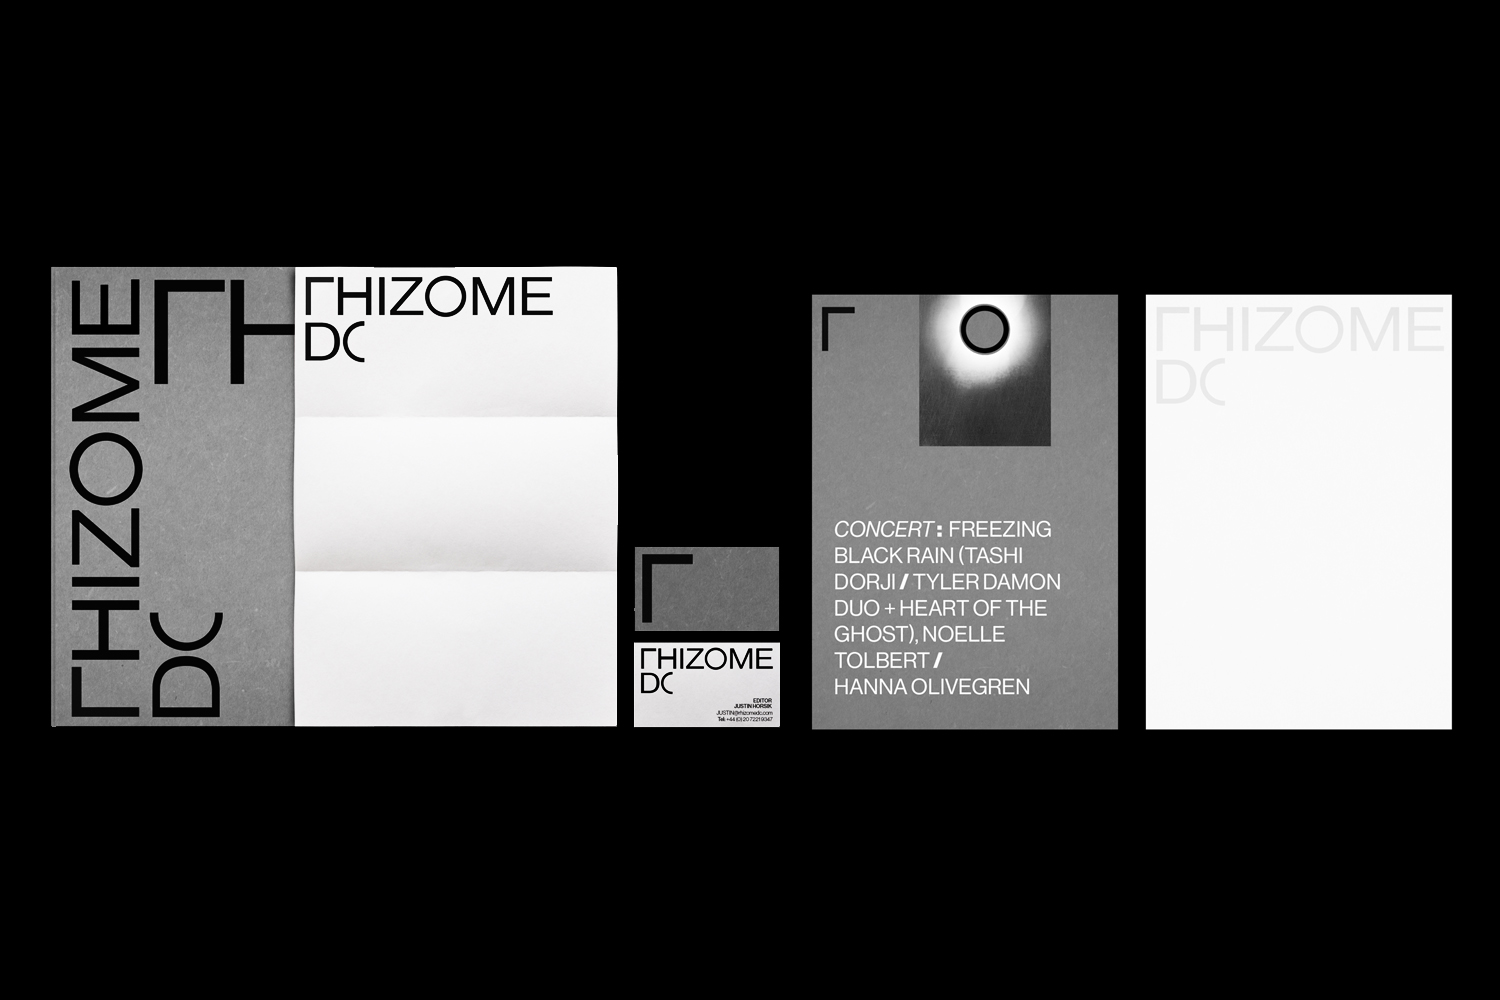 ΓHIZOME
DC
ΓH
ΓHIZOME
DC
Γ
ΓHIZOME
DC
EDITOR
JUSTIN HORSIK
JUSTIN@rhizomedc.com
Tel: +44 (0) 20 7221 9347
Γ
CONCERT: FREEZING
BLACK RAIN (TASHI
DORJI / TYLER DAMON
DUO + HEART OF THE
GHOST), NOELLE
TOLBERT /
HANNA OLIVEGREN
ΓHIZOME
DC